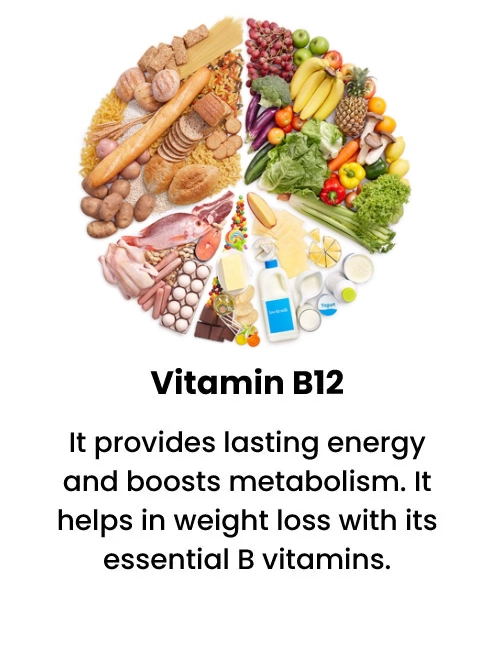 Vitamin B12
It provides lasting energy
and boosts metabolism. It
helps in weight loss with its
essential B vitamins.